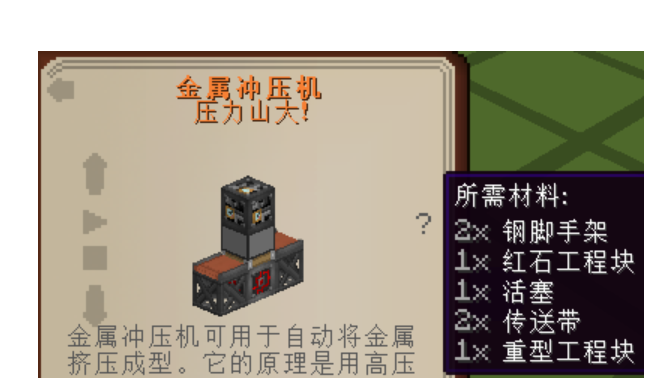 金属冲压机
压力山大!
?
所需材料:
2x 钢脚手架
1x 红石工程块
1x 活塞
2x 传送带
1x 重型工程块
金属冲压机可用于自动将金属
挤压成型。它的原理是用高压